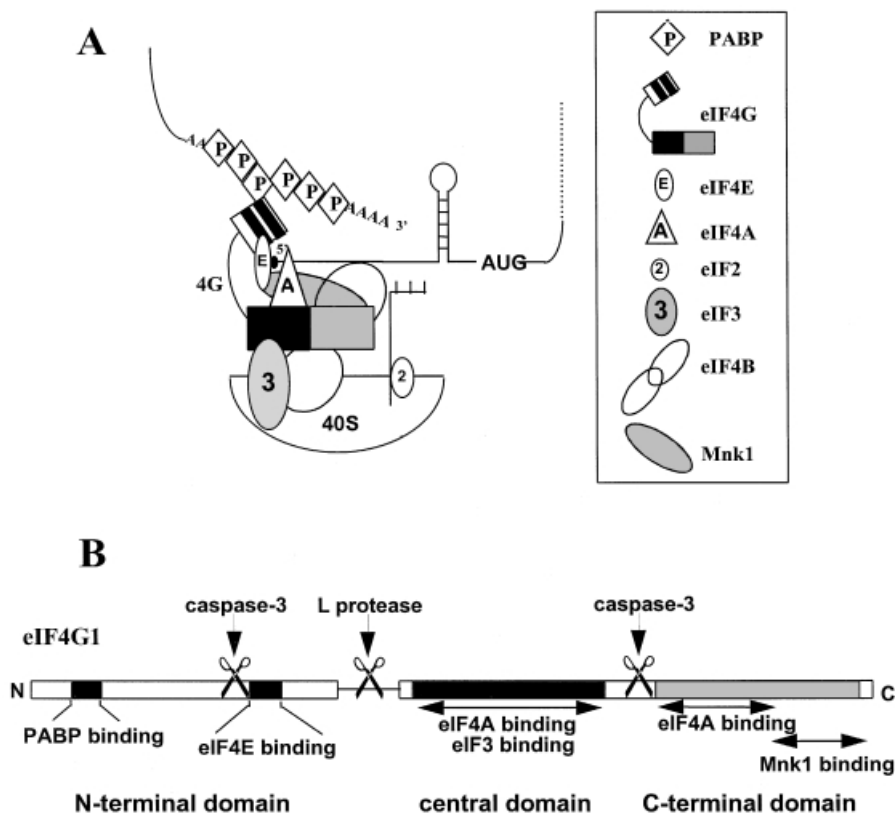 A
AA P P P P P P AAAA 3'
E 5'
4G
A
AUG
3
2
40S
P PABP
eIF4G
E eIF4E
A eIF4A
2 eIF2
3 eIF3
eIF4B
Mnk1
B
caspase-3 L protease caspase-3
eIF4G1
N C
PABP binding
eIF4E binding
eIF4A binding
eIF3 binding
eIF4A binding
Mnk1 binding
N-terminal domain central domain C-terminal domain